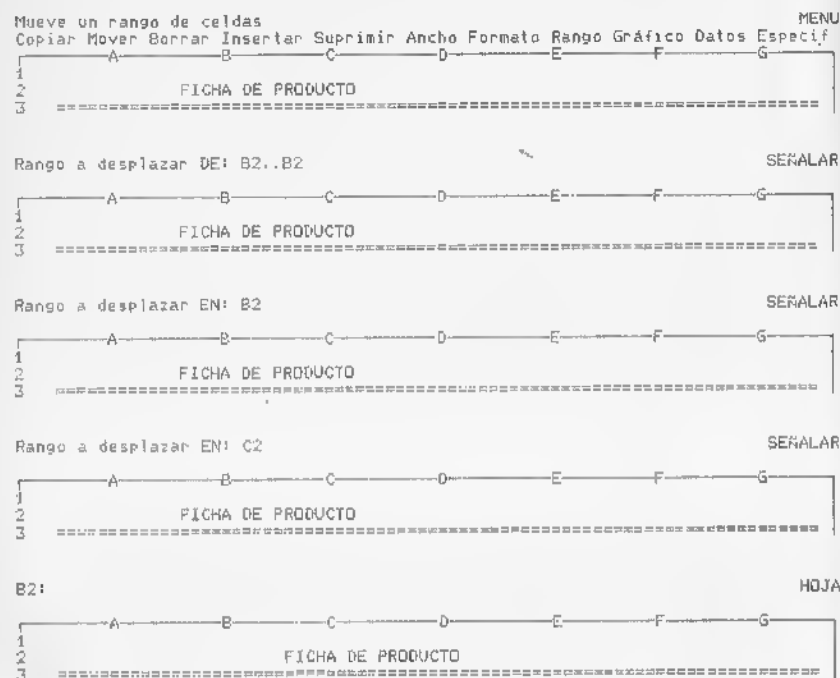 Mueve un rango de celdas MENU
Copiar Mover Borrar Insertar Suprimir Ancho Formato Rango Gráfico Datos Especif
A B C D E F G
1
2 FICHA DE PRODUCTO
3 ================================================================================
Rango a desplazar DE: B2..B2 SEÑALAR
A B C D E F G
1
2 FICHA DE PRODUCTO
3 ================================================================================
Rango a desplazar EN: B2 SEÑALAR
A B C D E F G
1
2 FICHA DE PRODUCTO
3 ================================================================================
Rango a desplazar EN: C2 SEÑALAR
A B C D E F G
1
2 FICHA DE PRODUCTO
3 ================================================================================
B2: HOJA
A B C D E F G
1
2 FICHA DE PRODUCTO
3 ================================================================================